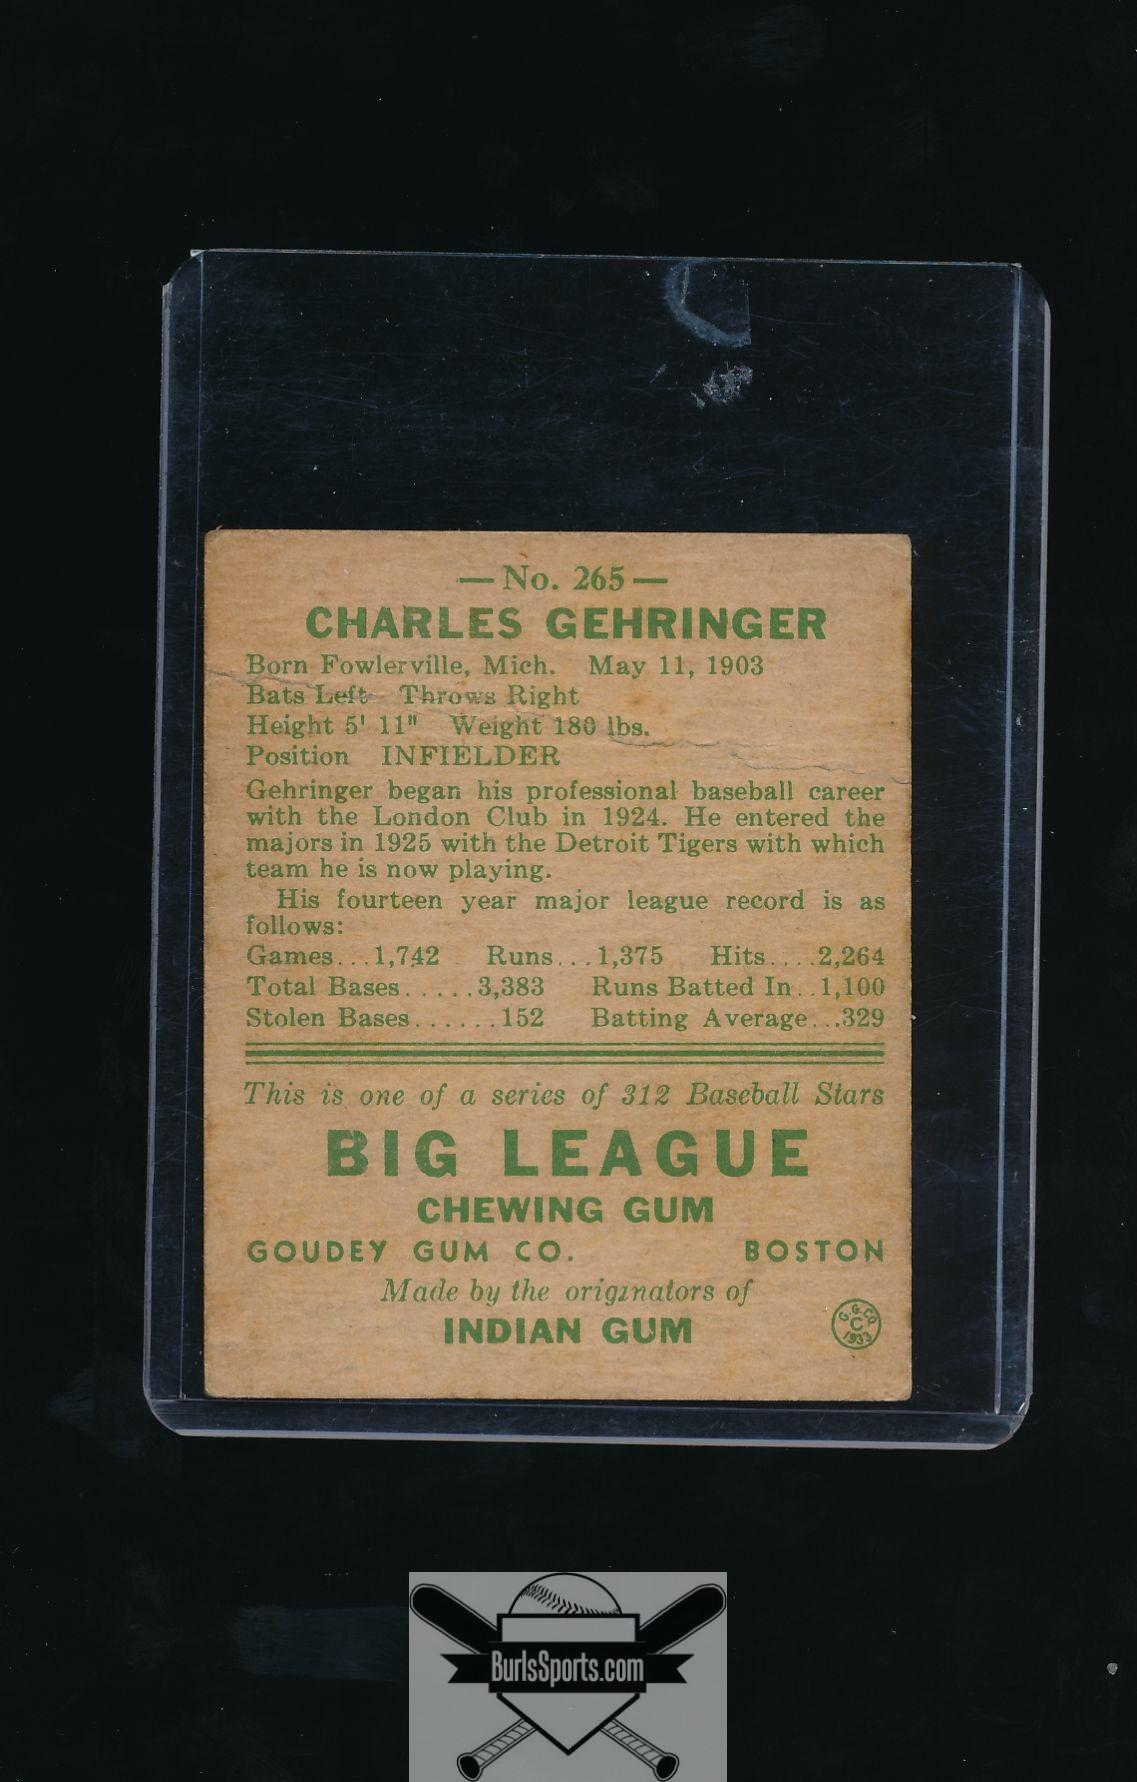 — No. 265 —
CHARLES GEHRINGER
Born Fowlerville, Mich. May 11, 1903
Bats Left Throws Right
Height 5' 11" Weight 180 lbs.
Position INFIELDER
Gehringer began his professional baseball career
with the London Club in 1924. He entered the
majors in 1925 with the Detroit Tigers with which
team he is now playing.
His fourteen year major league record is as
follows:
Games...1,742 Runs...1,375 Hits....2,264
Total Bases.....3,383 Runs Batted In..1,100
Stolen Bases......152 Batting Average...329
This is one of a series of 312 Baseball Stars
BIG LEAGUE
CHEWING GUM
GOUDEY GUM CO. BOSTON
Made by the originators of
INDIAN GUM
G.G.CO.
C
1933
BurlsSports.com